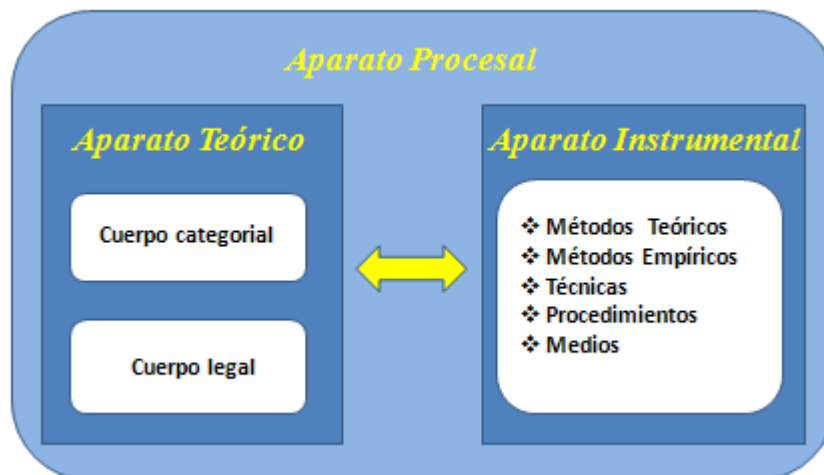 Aparato Procesal
Aparato Teórico
Cuerpo categorial
Cuerpo legal
Aparato Instrumental
❖ Métodos Teóricos
❖ Métodos Empíricos
❖ Técnicas
❖ Procedimientos
❖ Medios